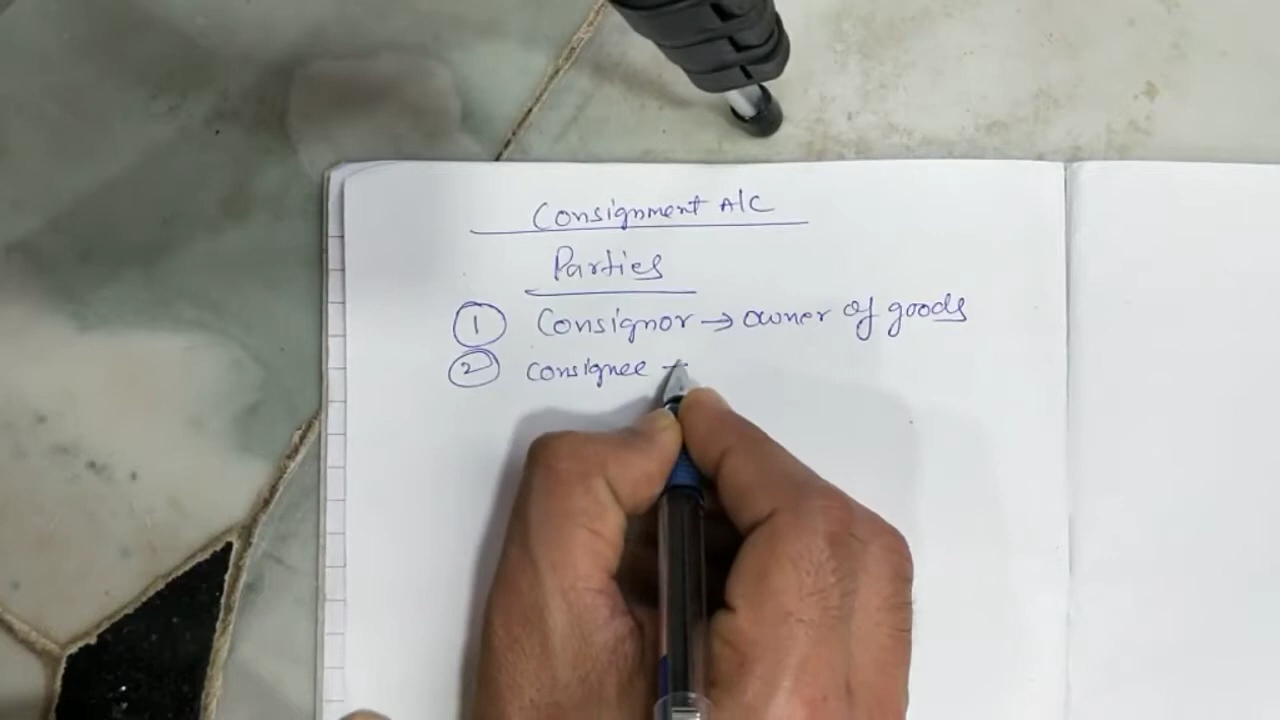 Consignment A/C
Parties
1 Consignor → owner of goods
2 consignee